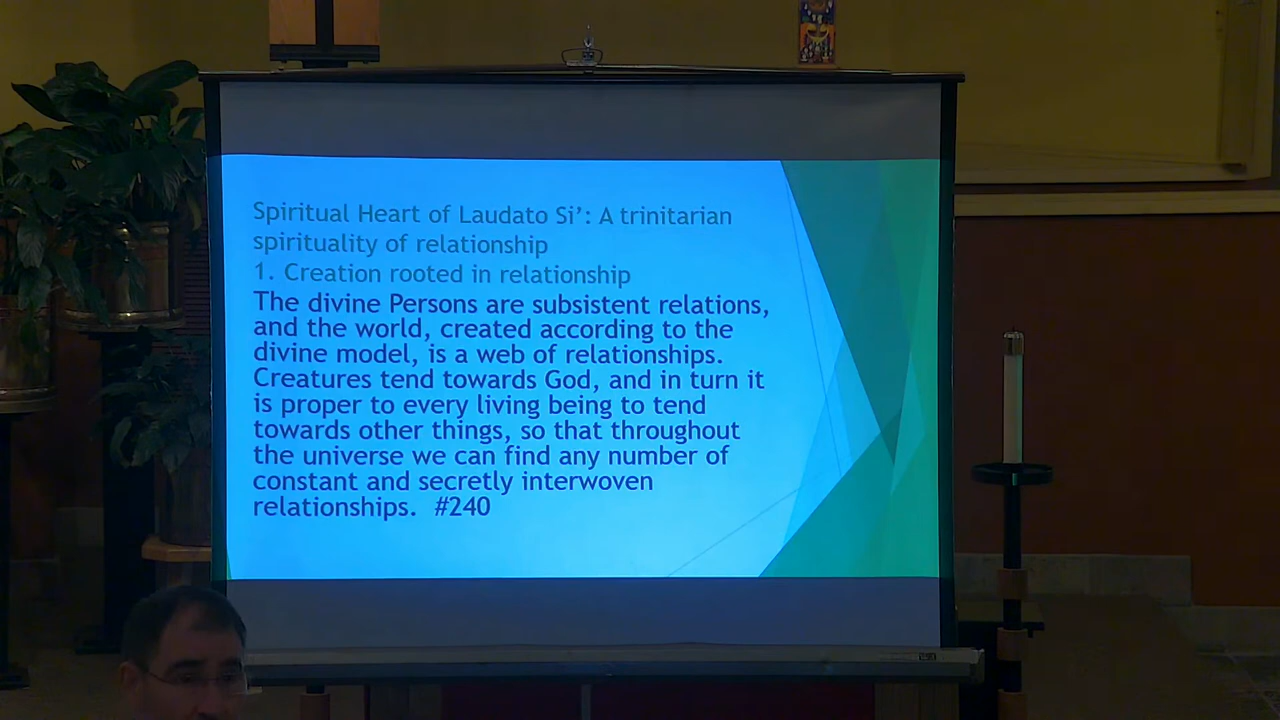 Spiritual Heart of Laudato Si’: A trinitarian
spirituality of relationship
1. Creation rooted in relationship
The divine Persons are subsistent relations,
and the world, created according to the
divine model, is a web of relationships.
Creatures tend towards God, and in turn it
is proper to every living being to tend
towards other things, so that throughout
the universe we can find any number of
constant and secretly interwoven
relationships.  #240